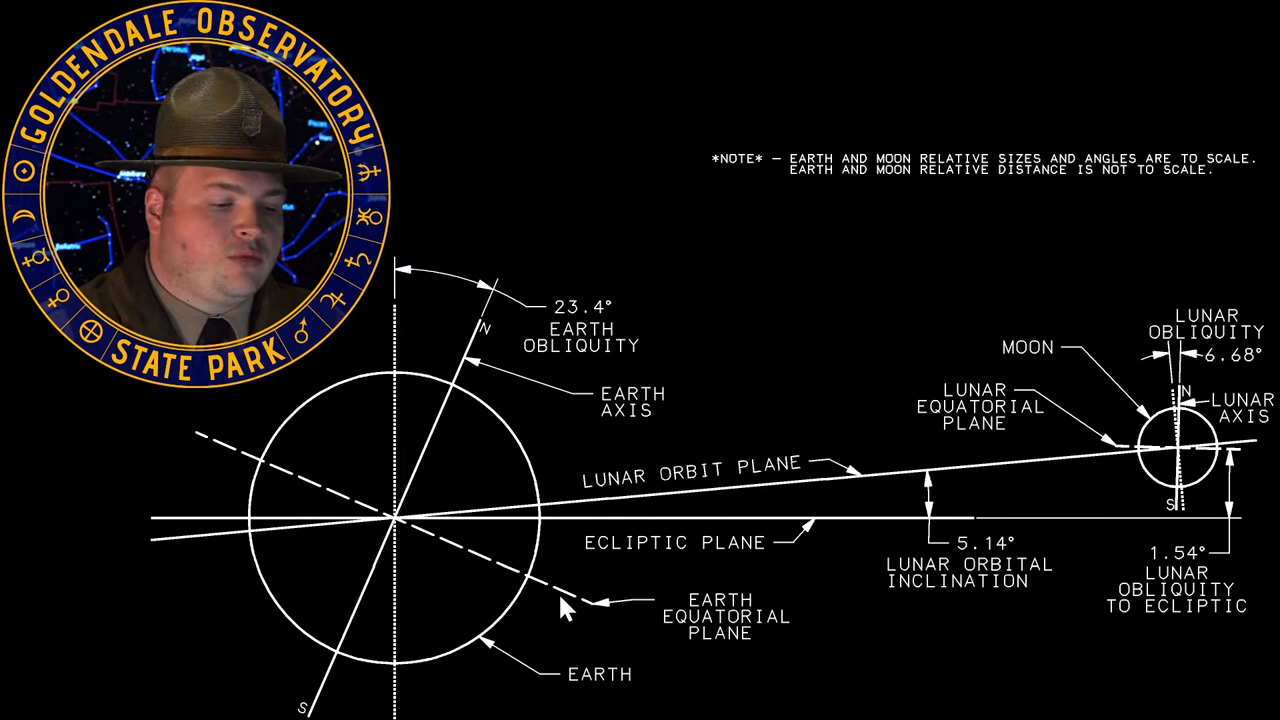 GOLDENDALE OBSERVATORY
STATE PARK
*NOTE* — EARTH AND MOON RELATIVE SIZES AND ANGLES ARE TO SCALE.
EARTH AND MOON RELATIVE DISTANCE IS NOT TO SCALE.
23.4°
EARTH
OBLIQUITY
N
EARTH
AXIS
LUNAR
OBLIQUITY
6.68°
MOON
N
LUNAR
AXIS
LUNAR
EQUATORIAL
PLANE
LUNAR ORBIT PLANE
S
ECLIPTIC PLANE
5.14°
LUNAR ORBITAL
INCLINATION
1.54°
LUNAR
OBLIQUITY
TO ECLIPTIC
EARTH
EQUATORIAL
PLANE
EARTH
S